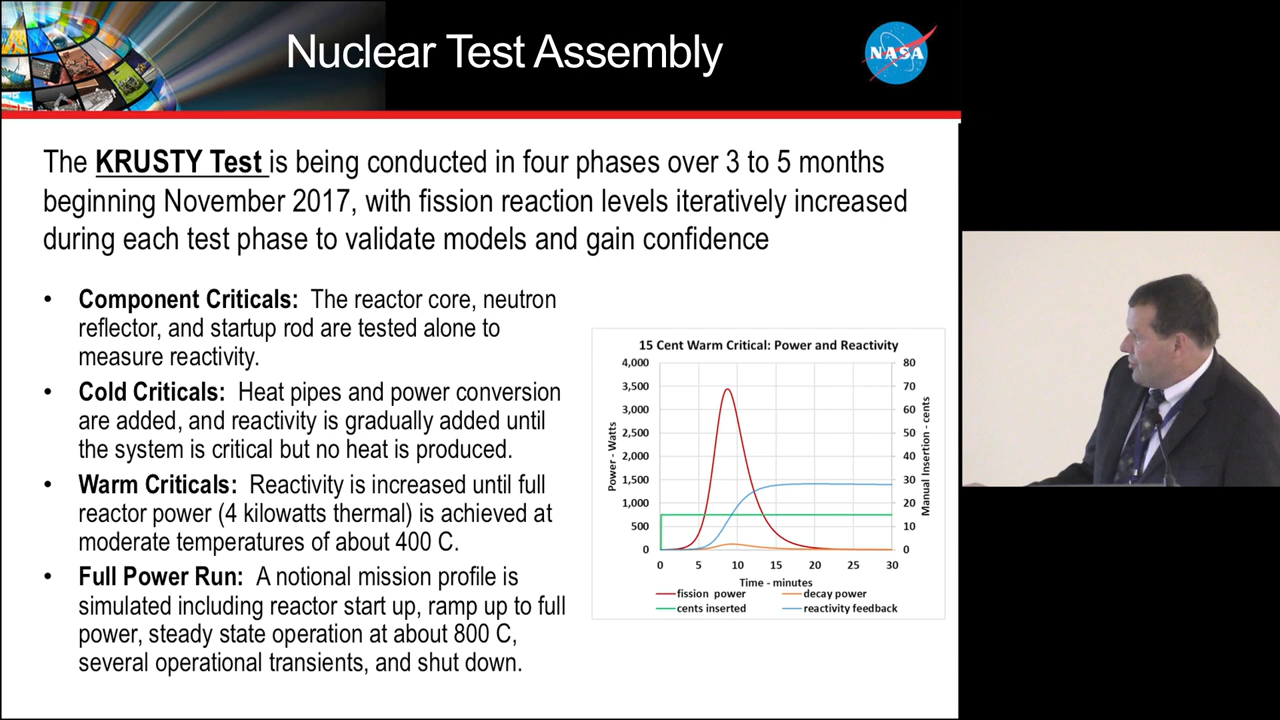 Nuclear Test Assembly
NASA
The KRUSTY Test is being conducted in four phases over 3 to 5 months
beginning November 2017, with fission reaction levels iteratively increased
during each test phase to validate models and gain confidence
• Component Criticals: The reactor core, neutron
reflector, and startup rod are tested alone to
measure reactivity.
• Cold Criticals: Heat pipes and power conversion
are added, and reactivity is gradually added until
the system is critical but no heat is produced.
• Warm Criticals: Reactivity is increased until full
reactor power (4 kilowatts thermal) is achieved at
moderate temperatures of about 400 C.
• Full Power Run: A notional mission profile is
simulated including reactor start up, ramp up to full
power, steady state operation at about 800 C,
several operational transients, and shut down.
15 Cent Warm Critical: Power and Reactivity
4,000 80
3,500 70
3,000 60
2,500 50
2,000 40
1,500 30
1,000 20
500 10
0 0
Power - Watts
Manual Insertion - cents
0 5 10 15 20 25 30
Time - minutes
fission power decay power
cents inserted reactivity feedback